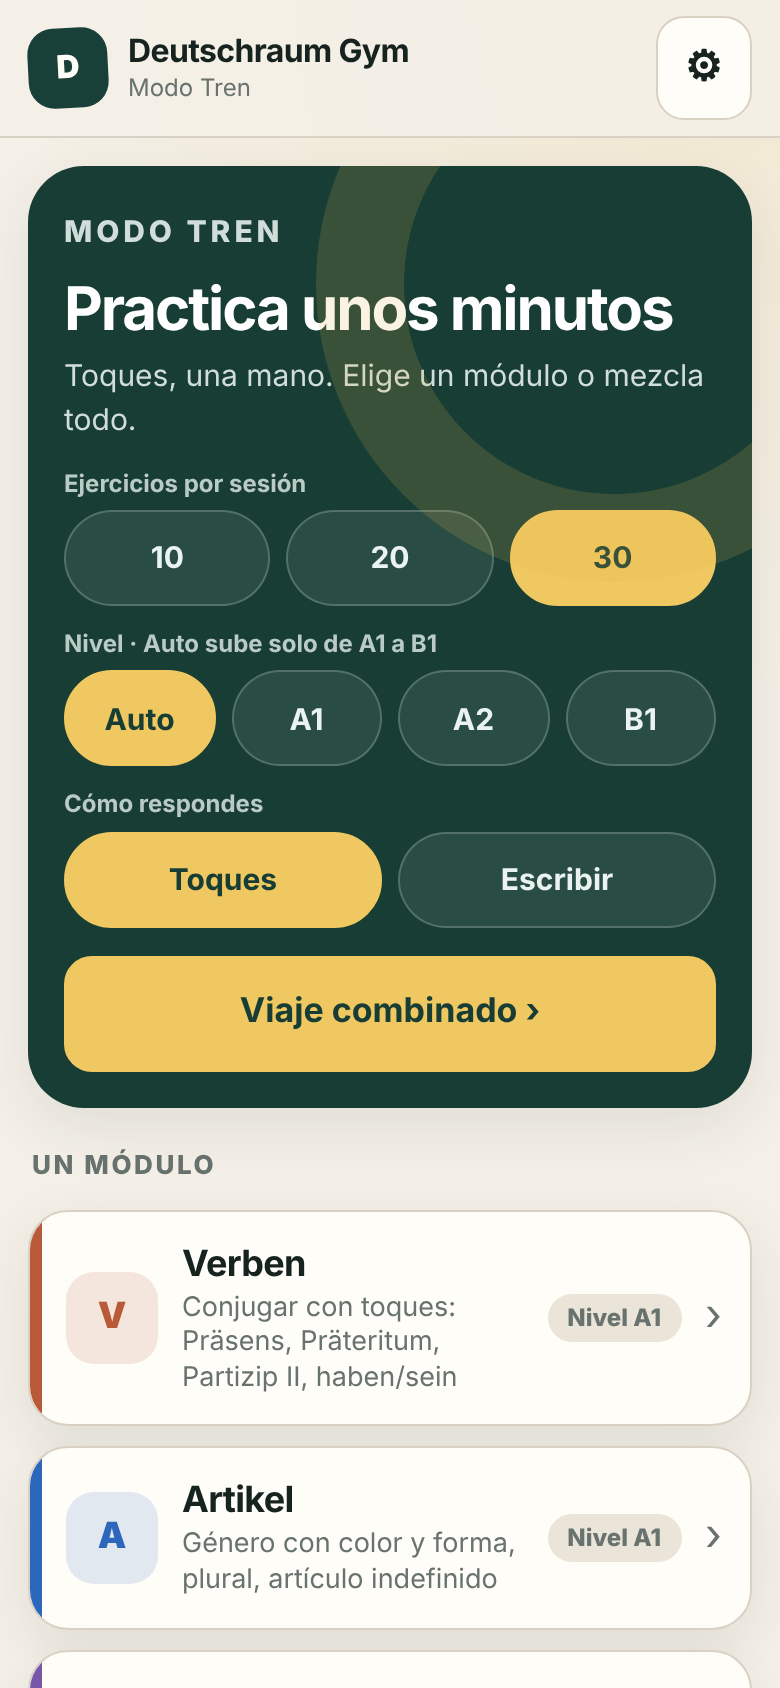 D
Deutschraum Gym
Modo Tren
⚙
MODO TREN
Practica unos minutos
Toques, una mano. Elige un módulo o mezcla
todo.
Ejercicios por sesión
10
20
30
Nivel · Auto sube solo de A1 a B1
Auto
A1
A2
B1
Cómo respondes
Toques
Escribir
Viaje combinado ›
UN MÓDULO
V
Verben
Conjugar con toques:
Präsens, Präteritum,
Partizip II, haben/sein
Nivel A1
›
A
Artikel
Género con color y forma,
plural, artículo indefinido
Nivel A1
›